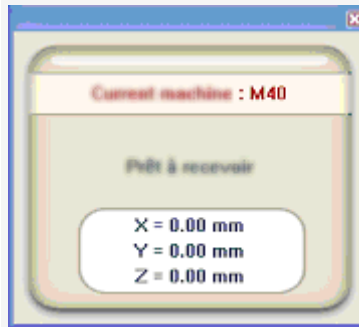 Current machine : M40
Prêt à recevoir
X = 0.00 mm
Y = 0.00 mm
Z = 0.00 mm